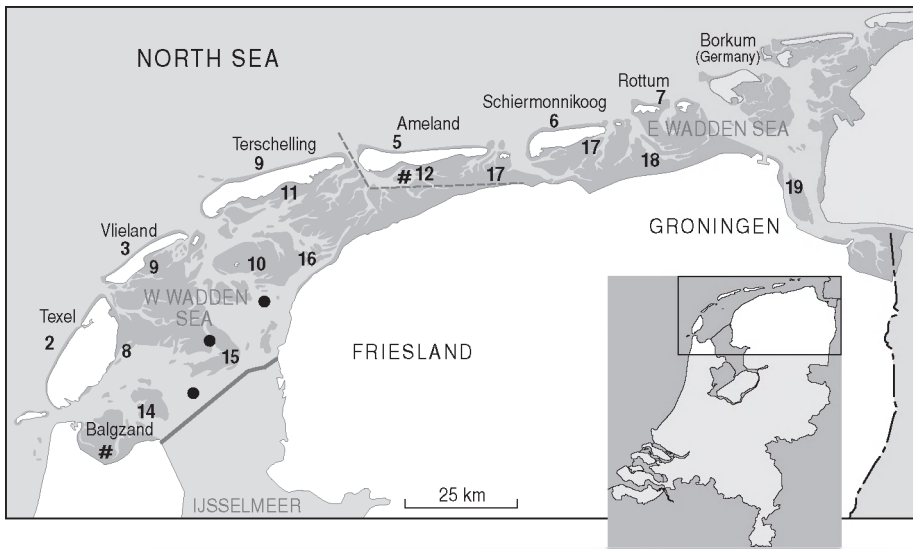 NORTH SEA
Borkum
(Germany)
Rottum
7
Schiermonnikoog
6
Ameland
5
E WADDEN SEA
Terschelling
9
17
18
# 12
17
11
19
Vlieland
3
GRONINGEN
9
10
16
W WADDEN
SEA
Texel
2
8
15
FRIESLAND
14
Balgzand
#
IJSSELMEER
25 km